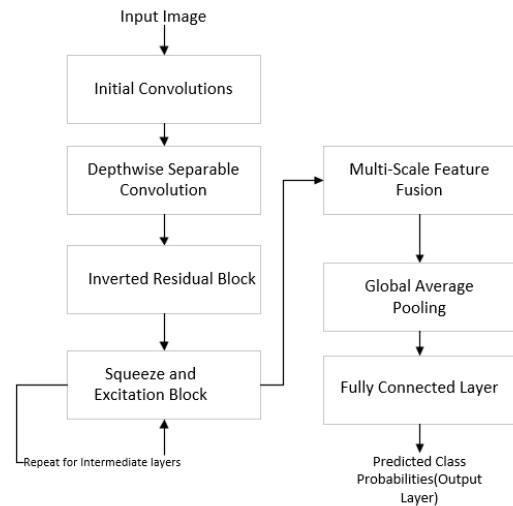 Input Image
Initial Convolutions
Depthwise Separable
Convolution
Inverted Residual Block
Squeeze and
Excitation Block
Repeat for Intermediate layers
Multi-Scale Feature
Fusion
Global Average
Pooling
Fully Connected Layer
Predicted Class
Probabilities(Output
Layer)